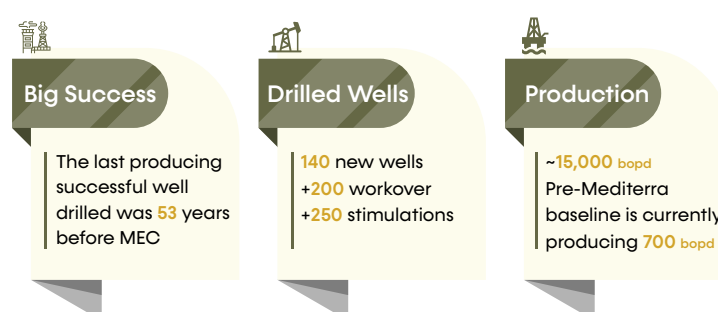 Big Success
The last producing
successful well
drilled was 53 years
before MEC
Drilled Wells
140 new wells
+200 workover
+250 stimulations
Production
~15,000 bopd
Pre-Mediterra
baseline is currently
producing 700 bopd